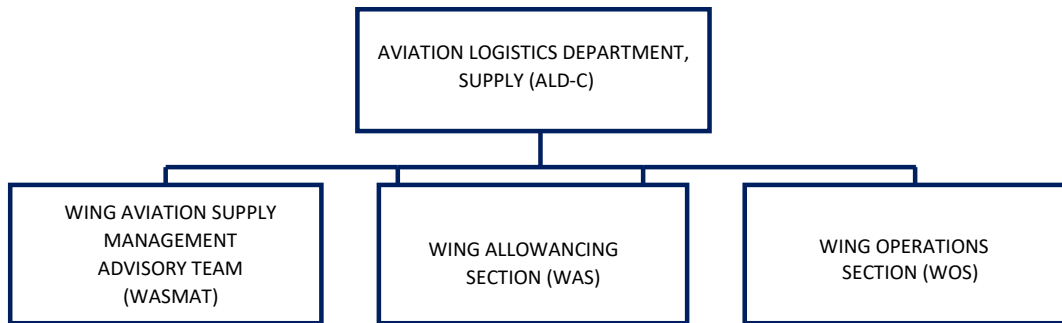 AVIATION LOGISTICS DEPARTMENT,
SUPPLY (ALD-C)
WING AVIATION SUPPLY
MANAGEMENT
ADVISORY TEAM
(WASMAT)
WING ALLOWANCING
SECTION (WAS)
WING OPERATIONS
SECTION (WOS)